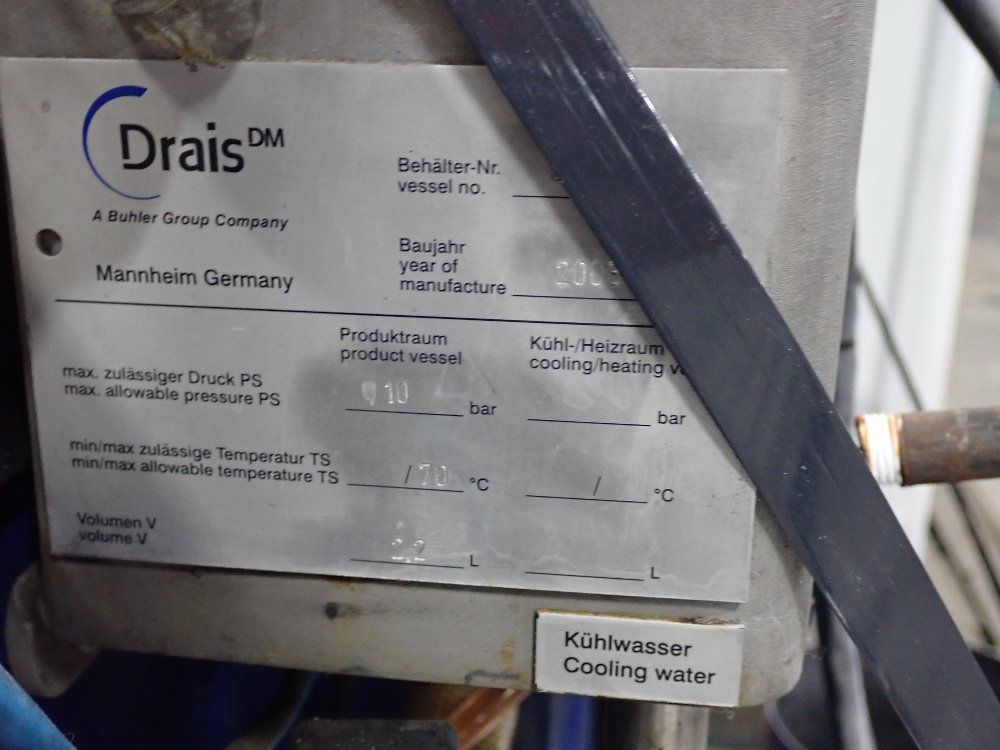 Drais DM
A Buhler Group Company
Mannheim Germany
Behälter-Nr.
vessel no.
Baujahr
year of
manufacture
Produktraum
product vessel
Kühl-/Heizraum
cooling/heating
max. zulässiger Druck PS
max. allowable pressure PS
10 bar
bar
min/max zulässige Temperatur TS
min/max allowable temperature TS
/70 °C
/ °C
Volumen V
volume V
2.2 L
L
Kühlwasser
Cooling water